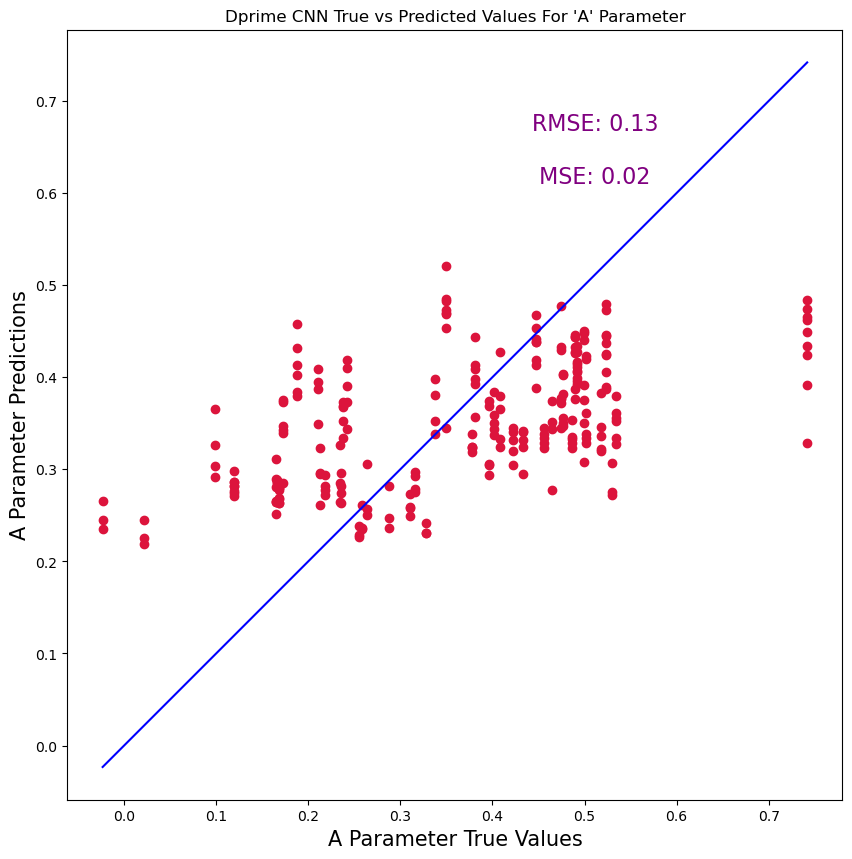 Dprime CNN True vs Predicted Values For 'A' Parameter
RMSE: 0.13
MSE: 0.02
A Parameter Predictions
0.7
0.6
0.5
0.4
0.3
0.2
0.1
0.0
0.0 0.1 0.2 0.3 0.4 0.5 0.6 0.7
A Parameter True Values